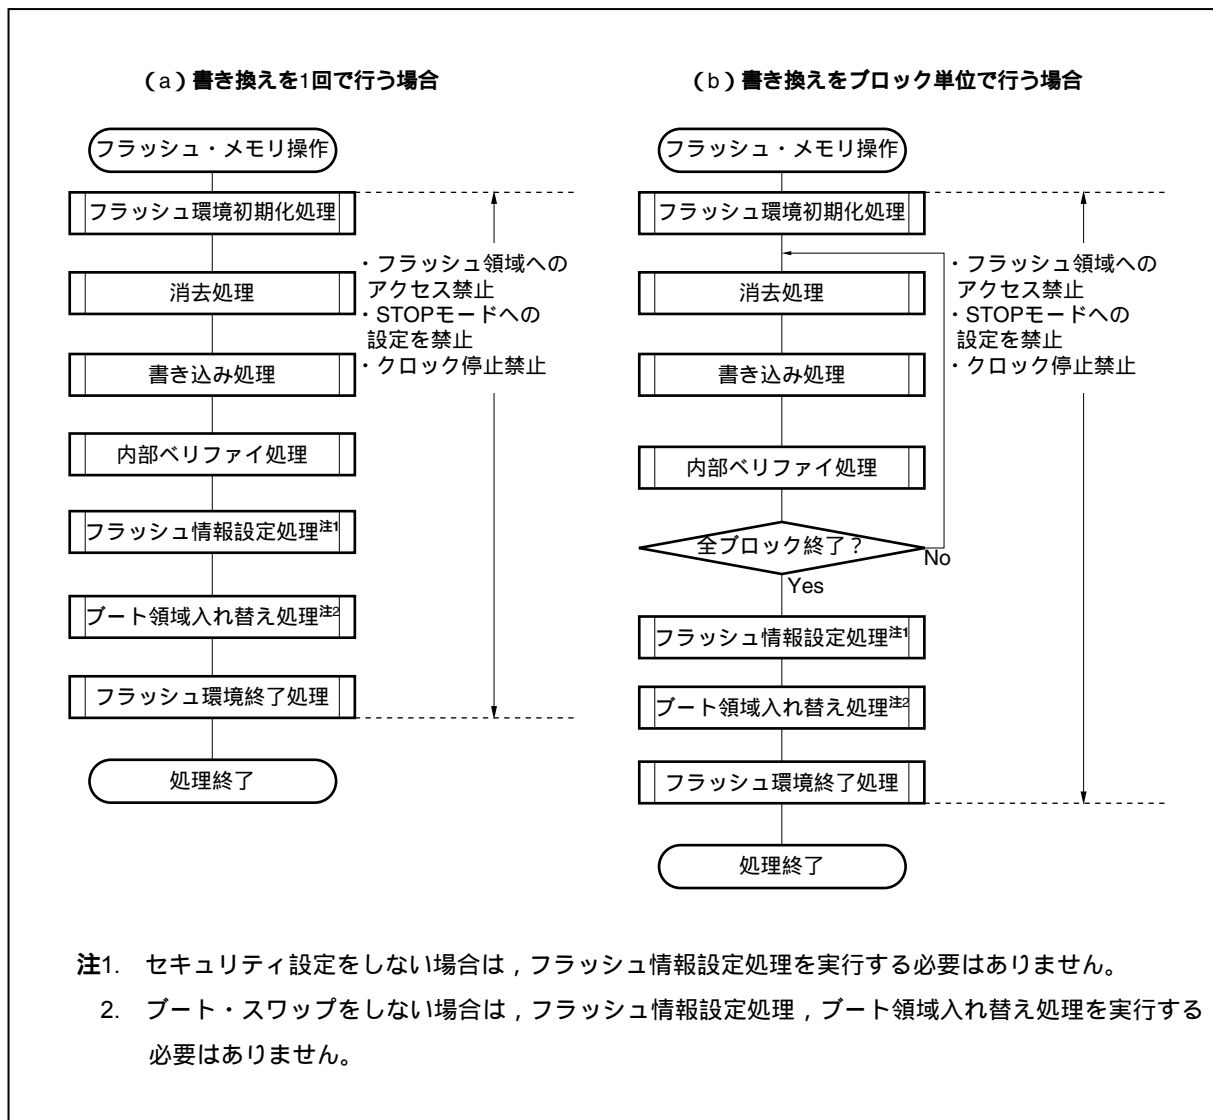 (a)書き換えを1回で行う場合
フラッシュ・メモリ操作
フラッシュ環境初期化処理
消去処理
書き込み処理
内部ベリファイ処理
フラッシュ情報設定処理注1
ブート領域入れ替え処理注2
フラッシュ環境終了処理
処理終了
・フラッシュ領域への
アクセス禁止
・STOPモードへの
設定を禁止
・クロック停止禁止
(b)書き換えをブロック単位で行う場合
フラッシュ・メモリ操作
フラッシュ環境初期化処理
消去処理
書き込み処理
内部ベリファイ処理
全ブロック終了?
No
Yes
フラッシュ情報設定処理注1
ブート領域入れ替え処理注2
フラッシュ環境終了処理
処理終了
・フラッシュ領域への
アクセス禁止
・STOPモードへの
設定を禁止
・クロック停止禁止
注1. セキュリティ設定をしない場合は,フラッシュ情報設定処理を実行する必要はありません。
2. ブート・スワップをしない場合は,フラッシュ情報設定処理,ブート領域入れ替え処理を実行する
必要はありません。